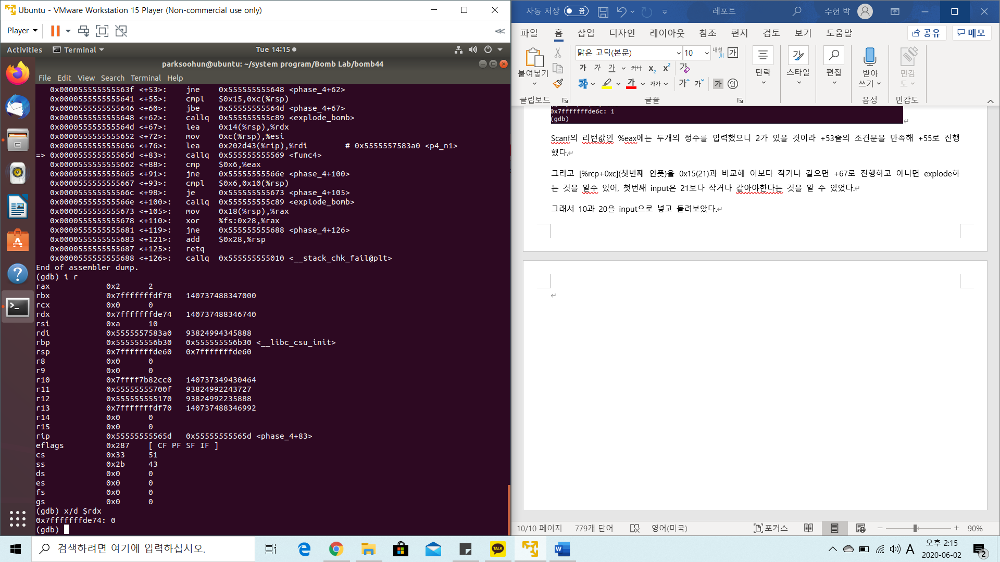 Ubuntu - VMware Workstation 15 Player (Non-commercial use only)
Player
Activities Terminal Tue 14:15
parksoohun@ubuntu: ~/system program/Bomb Lab/bomb44
File Edit View Search Terminal Help
0x000055555555563f <+53>: jne 0x555555555648 <phase_4+62>
0x0000555555555641 <+55>: cmpl $0x15,0xc(%rsp)
0x0000555555555646 <+60>: jbe 0x55555555564d <phase_4+67>
0x0000555555555648 <+62>: callq 0x555555555c89 <explode_bomb>
0x000055555555564d <+67>: lea 0x14(%rsp),%rdx
0x0000555555555652 <+72>: mov 0xc(%rsp),%esi
0x0000555555555656 <+76>: lea 0x202d43(%rip),%rdi # 0x5555557583a0 <p4_n1>
=> 0x000055555555565d <+83>: callq 0x555555555569 <func4>
0x0000555555555662 <+88>: cmp $0x6,%eax
0x0000555555555665 <+91>: jne 0x55555555566e <phase_4+100>
0x0000555555555667 <+93>: cmpl $0x6,0x10(%rsp)
0x000055555555566c <+98>: je 0x555555555673 <phase_4+105>
0x000055555555566e <+100>: callq 0x555555555c89 <explode_bomb>
0x0000555555555673 <+105>: mov 0x18(%rsp),%rax
0x0000555555555678 <+110>: xor %fs:0x28,%rax
0x0000555555555681 <+119>: jne 0x555555555688 <phase_4+126>
0x0000555555555683 <+121>: add $0x28,%rsp
0x0000555555555687 <+125>: retq
0x0000555555555688 <+126>: callq 0x555555555010 <__stack_chk_fail@plt>
End of assembler dump.
(gdb) i r
rax 0x2 2
rbx 0x7fffffffdf78 140737488347000
rcx 0x0 0
rdx 0x7fffffffde74 140737488346740
rsi 0xa 10
rdi 0x5555557583a0 93824994345888
rbp 0x555555556b30 0x555555556b30 <__libc_csu_init>
rsp 0x7fffffffde60 0x7fffffffde60
r8 0x0 0
r9 0x0 0
r10 0x7ffff7b82cc0 140737349430464
r11 0x55555555700f 93824992243727
r12 0x555555555170 93824992235888
r13 0x7fffffffdf70 140737488346992
r14 0x0 0
r15 0x0 0
rip 0x55555555565d 0x55555555565d <phase_4+83>
eflags 0x287 [ CF PF SF IF ]
cs 0x33 51
ss 0x2b 43
ds 0x0 0
es 0x0 0
fs 0x0 0
gs 0x0 0
(gdb) x/d $rdx
0x7fffffffde74: 0
(gdb)
자동 저장 끔 레포트 수헌 박
파일 홈 삽입 디자인 레이아웃 참조 편지 검토 보기 도움말 공유 메모
붙여넣기
클립보드
맑은 고딕(본문) 10 내천川 가
가 가 가 가나 x₂ x² 가
가 가 가가 가 가 가 인
글꼴
단락
스타일
편집
받아
쓰기
음성
민감
도
민감도
0x7fffffffde6c: 1
(gdb)
Scanf의 리턴값인 %eax에는 두개의 정수를 입력했으니 2가 있을 것이라 +53줄의 조건문을 만족해 +55로 진행
했다.
그리고 [%rcp+0xc](첫번째 인풋)을 0x15(21)과 비교해 이보다 작거나 같으면 +67로 진행하고 아니면 explode하
는 것을 알수 있어, 첫번째 input은 21보다 작거나 같아야한다는 것을 알 수 있었다.
그래서 10과 20을 input으로 넣고 돌려보았다.
10/10 페이지 779개 단어 영어(미국) 포커스 90%
검색하려면 여기에 입력하십시오.
TALK
A
오후 2:15
2020-06-02
2